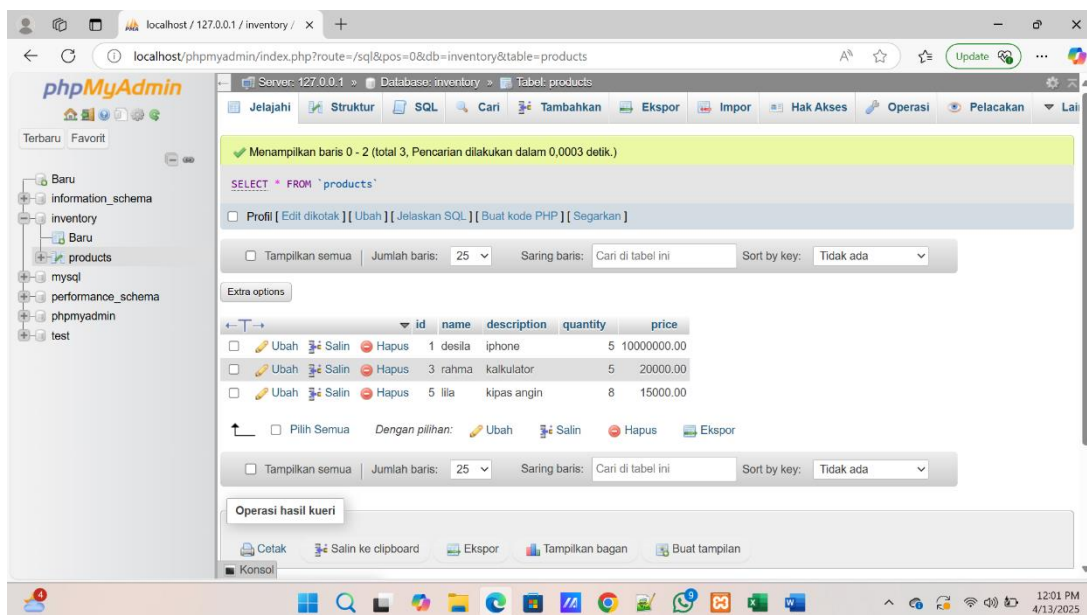 localhost / 127.0.0.1 / inventory /
localhost/phpmyadmin/index.php?route=/sql&pos=0&db=inventory&table=products
Update
phpMyAdmin
Terbaru Favorit
Baru
information_schema
inventory
Baru
products
mysql
performance_schema
phpmyadmin
test
Server: 127.0.0.1 » Database: inventory » Tabel: products
Jelajahi Struktur SQL Cari Tambahkan Ekspor Impor Hak Akses Operasi Pelacakan
Menampilkan baris 0 - 2 (total 3, Pencarian dilakukan dalam 0,0003 detik.)
SELECT * FROM `products`
Profil [ Edit dikotak ] [ Ubah ] [ Jelaskan SQL ] [ Buat kode PHP ] [ Segarkan ]
Tampilkan semua | Jumlah baris: 25 Saring baris: Cari di tabel ini Sort by key: Tidak ada
Extra options
←T→ id name description quantity price
Ubah Salin Hapus 1 desila iphone 5 10000000.00
Ubah Salin Hapus 3 rahma kalkulator 5 20000.00
Ubah Salin Hapus 5 lila kipas angin 8 15000.00
Pilih Semua Dengan pilihan: Ubah Salin Hapus Ekspor
Tampilkan semua | Jumlah baris: 25 Saring baris: Cari di tabel ini Sort by key: Tidak ada
Operasi hasil kueri
Cetak Salin ke clipboard Ekspor Tampilkan bagan Buat tampilan
Konsol
4
12:01 PM